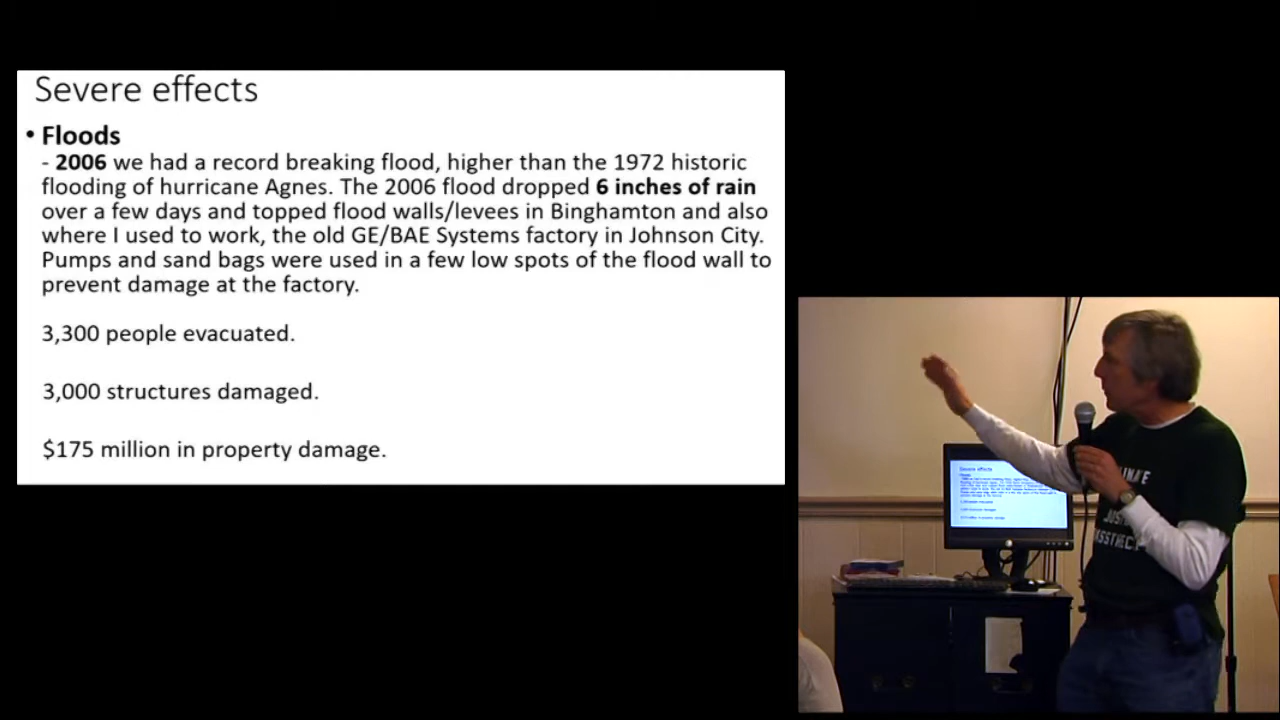 Severe effects
• Floods
- 2006 we had a record breaking flood, higher than the 1972 historic
flooding of hurricane Agnes. The 2006 flood dropped 6 inches of rain
over a few days and topped flood walls/levees in Binghamton and also
where I used to work, the old GE/BAE Systems factory in Johnson City.
Pumps and sand bags were used in a few low spots of the flood wall to
prevent damage at the factory.
3,300 people evacuated.
3,000 structures damaged.
$175 million in property damage.
Severe effects